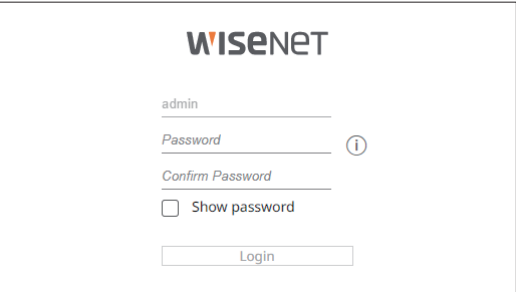 WISENET
admin
Password
i
Confirm Password
Show password
Login